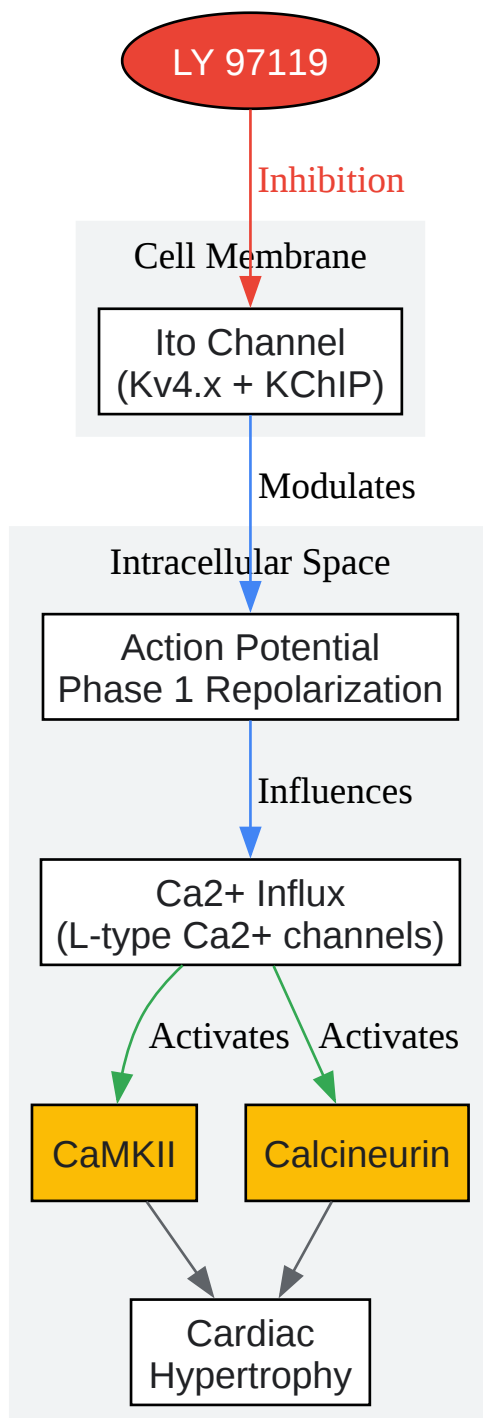 LY 97119
Inhibition
Cell Membrane
Ito Channel
(Kv4.x + KChIP)
Modulates
Intracellular Space
Action Potential
Phase 1 Repolarization
Influences
Ca2+ Influx
(L-type Ca2+ channels)
Activates
Activates
CaMKII
Calcineurin
Cardiac
Hypertrophy